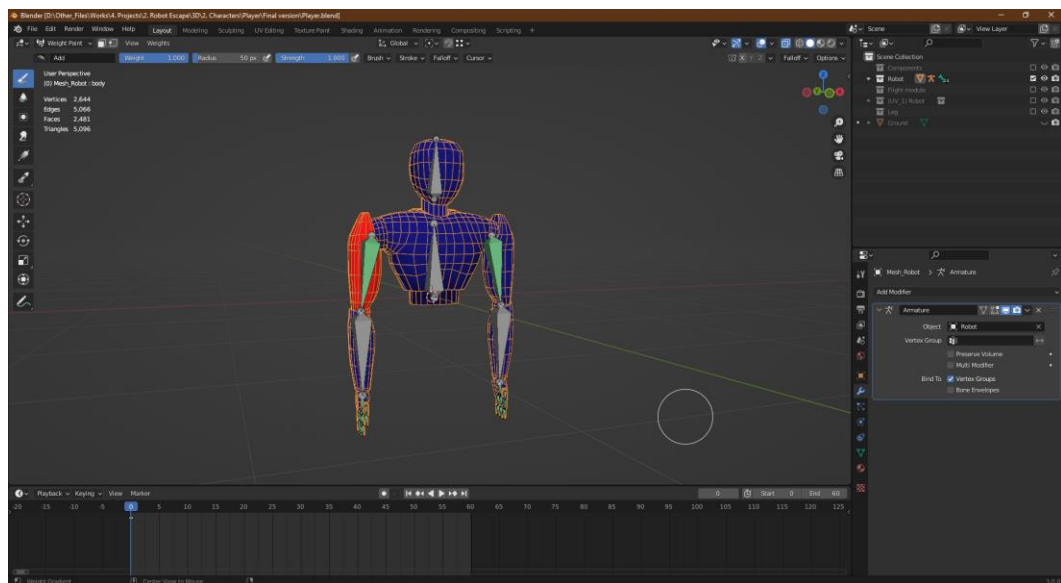 Blender [D:\Other_Files\Works\4. Projects\2. Robot Escape\3D\2. Characters\Player\Final version\Player.blend]
File Edit Render Window Help Layout Modeling Sculpting UV Editing Texture Paint Shading Animation Rendering Compositing Scripting + Scene View Layer
Weight Paint View Weights Global
Add Weight 1.000 Radius 50 px Strength 1.000 Brush Stroke Falloff Cursor X Y Z Falloff Options
User Perspective
(0) Mesh_Robot : body
Vertices 2,644
Edges 5,066
Faces 2,481
Triangles 5,096
Scene Collection
Components
Robot
Flight module
(UV_1) Robot
Leg
Ground
Mesh_Robot > Armature
Add Modifier
Armature
Object Robot
Vertex Group
Preserve Volume
Multi Modifier
Bind To Vertex Groups
Bone Envelopes
Playback Keying View Marker 0 Start 0 End 60
-20 -15 -10 -5 0 5 10 15 20 25 30 35 40 45 50 55 60 65 70 75 80 85 90 95 100 105 110 115 120 125
Weight Gradient Center View to Mouse